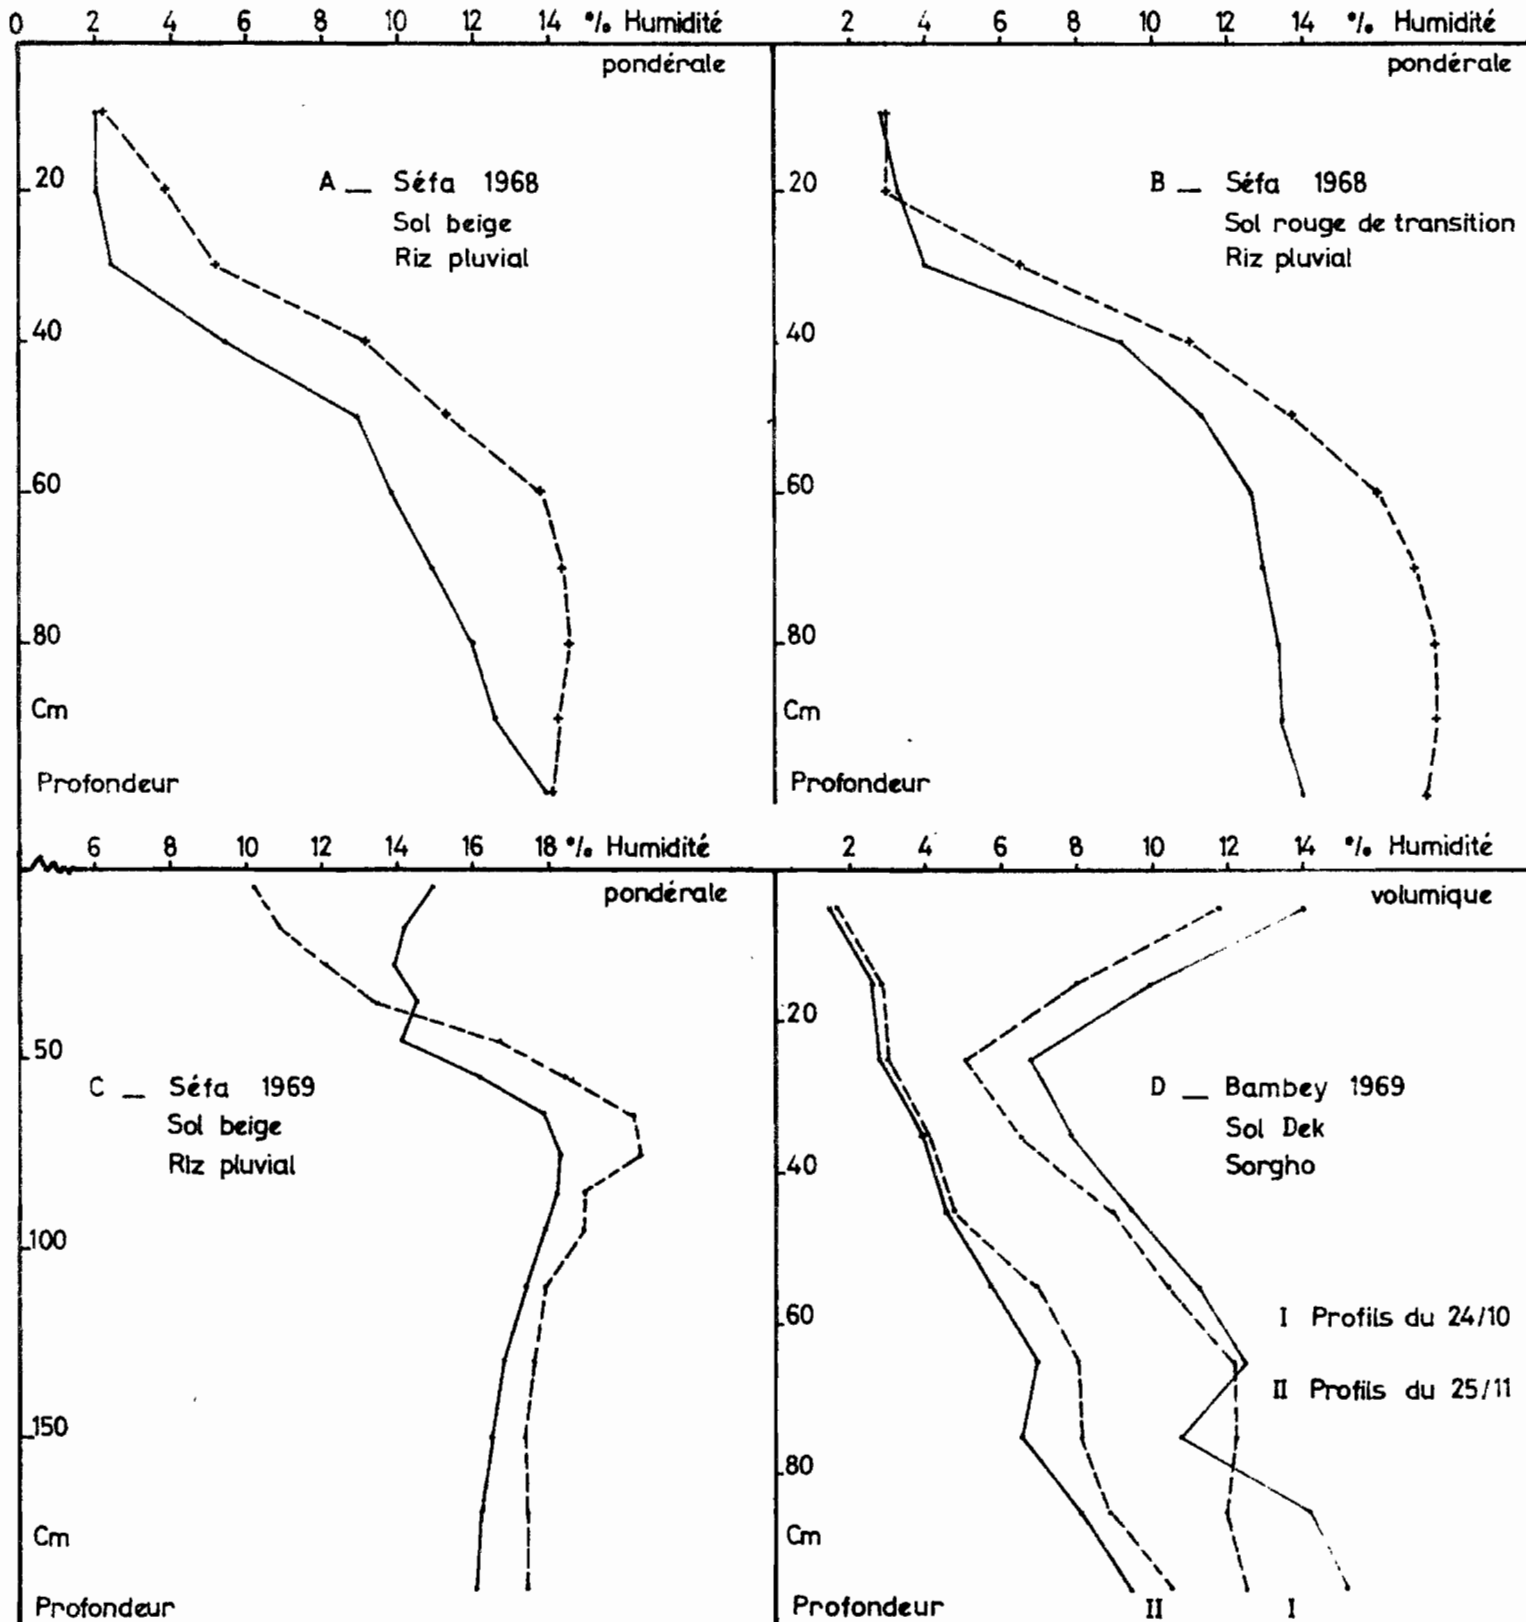 0 2 4 6 8 10 12 14 % Humidité
pondérale
20
A _ Séfa 1968
Sol beige
Riz pluvial
40
60
80
Cm
Profondeur
2 4 6 8 10 12 14 % Humidité
pondérale
20
B _ Séfa 1968
Sol rouge de transition
Riz pluvial
40
60
80
Cm
Profondeur
6 8 10 12 14 16 18 % Humidité
pondérale
50
C _ Séfa 1969
Sol beige
Riz pluvial
100
150
Cm
Profondeur
2 4 6 8 10 12 14 % Humidité
volumique
20
D _ Bambey 1969
Sol Dek
Sorgho
40
60
I Profils du 24/10
II Profils du 25/11
80
Cm
Profondeur
II I